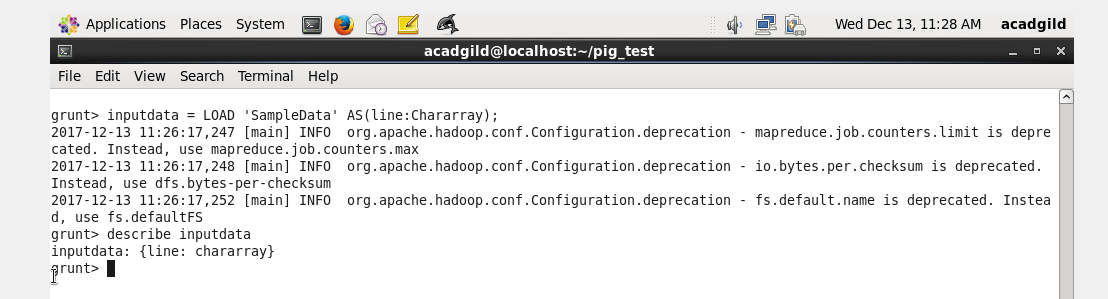 Applications Places System Wed Dec 13, 11:28 AM acadgild
acadgild@localhost:~/pig_test
File Edit View Search Terminal Help
grunt> inputdata = LOAD 'SampleData' AS(line:Chararray);
2017-12-13 11:26:17,247 [main] INFO  org.apache.hadoop.conf.Configuration.deprecation - mapreduce.job.counters.limit is depre
cated. Instead, use mapreduce.job.counters.max
2017-12-13 11:26:17,248 [main] INFO  org.apache.hadoop.conf.Configuration.deprecation - io.bytes.per.checksum is deprecated.
Instead, use dfs.bytes-per-checksum
2017-12-13 11:26:17,252 [main] INFO  org.apache.hadoop.conf.Configuration.deprecation - fs.default.name is deprecated. Instea
d, use fs.defaultFS
grunt> describe inputdata
inputdata: {line: chararray}
grunt>